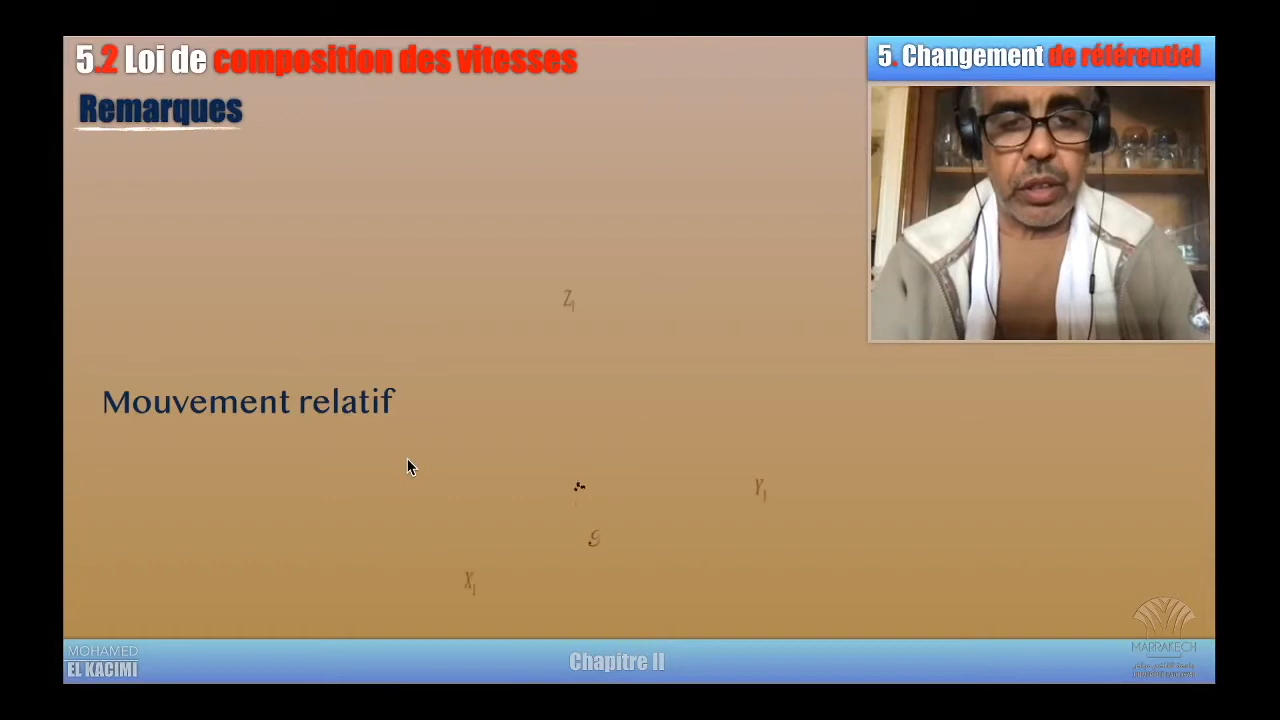 5.2 Loi de composition des vitesses
5. Changement de référentiel
Remarques
Z1
Mouvement relatif
Y1
X1
MOHAMED
EL KACIMI
Chapitre II
MARRAKECH